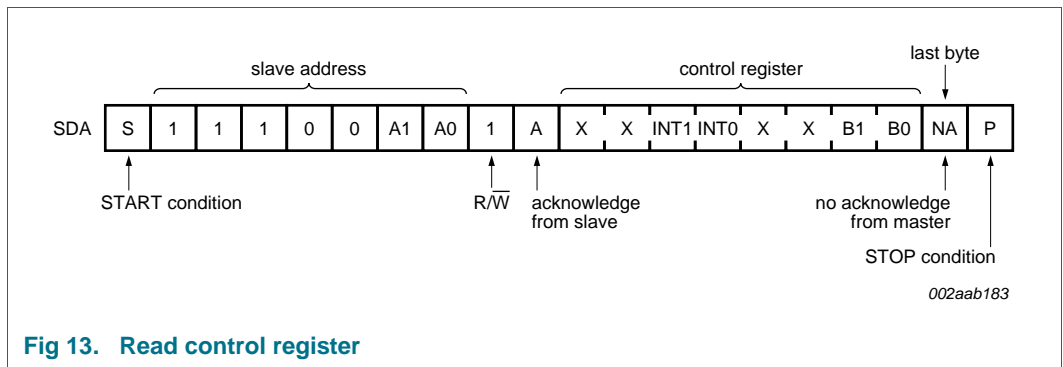 last byte
slave address control register
SDA S 1 1 1 0 0 A1 A0 1 A X X INT1 INT0 X X B1 B0 NA P
START condition R/W̅ acknowledge from slave no acknowledge from master
STOP condition
002aab183
Fig 13. Read control register